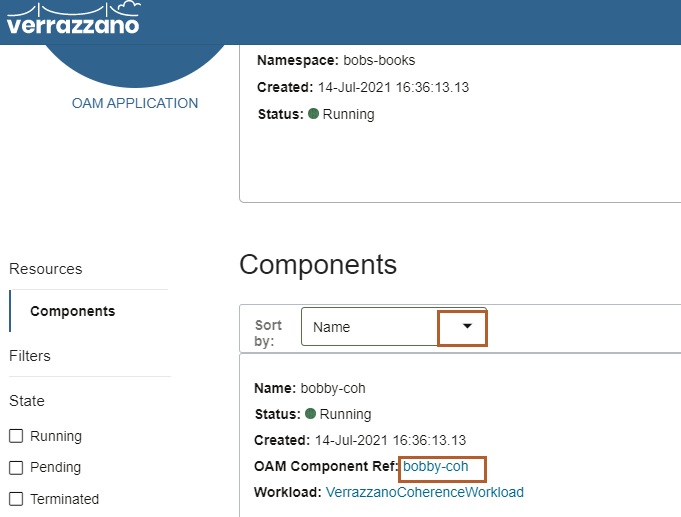 verrazzano
Namespace: bobs-books
Created: 14-Jul-2021 16:36:13.13
Status: Running
OAM APPLICATION
Resources
Components
Filters
State
Running
Pending
Terminated
Components
Sort by:
Name
Name: bobby-coh
Status: Running
Created: 14-Jul-2021 16:36:13.13
OAM Component Ref: bobby-coh
Workload: VerrazzanoCoherenceWorkload